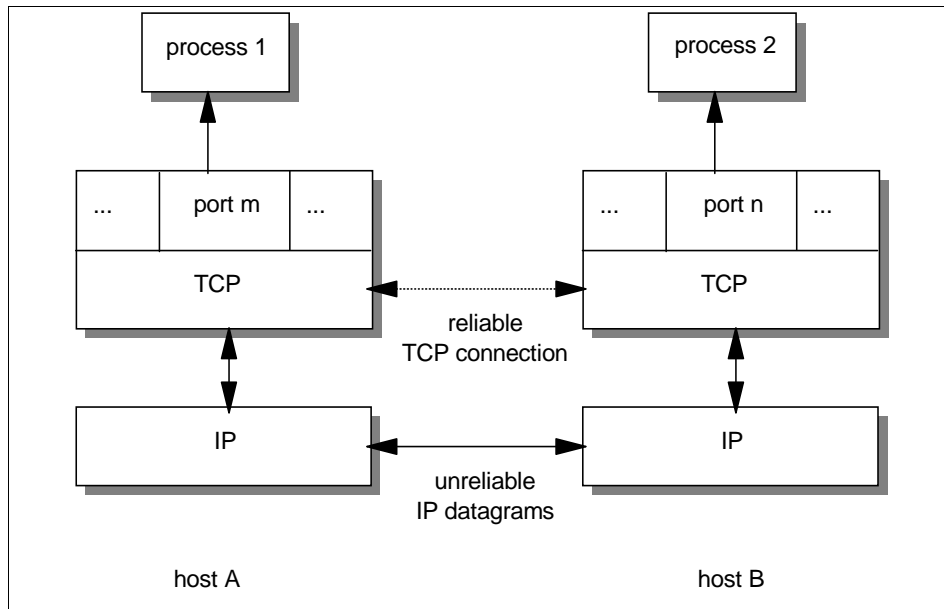 process 1
process 2
... port m ...
... port n ...
TCP
TCP
reliable
TCP connection
IP
IP
unreliable
IP datagrams
host A
host B